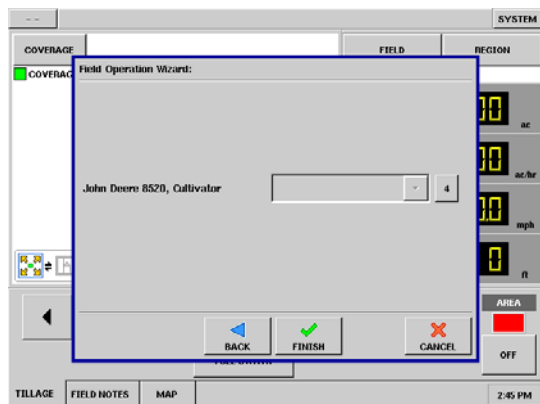 -- SYSTEM
COVERAGE FIELD REGION
COVERAG
Field Operation Wizard:
ac
ac/hr
John Deere 8520, Cultivator 4
mph
0
ft
AREA
BACK FINISH CANCEL
OFF
TILLAGE FIELD NOTES MAP 2:45 PM